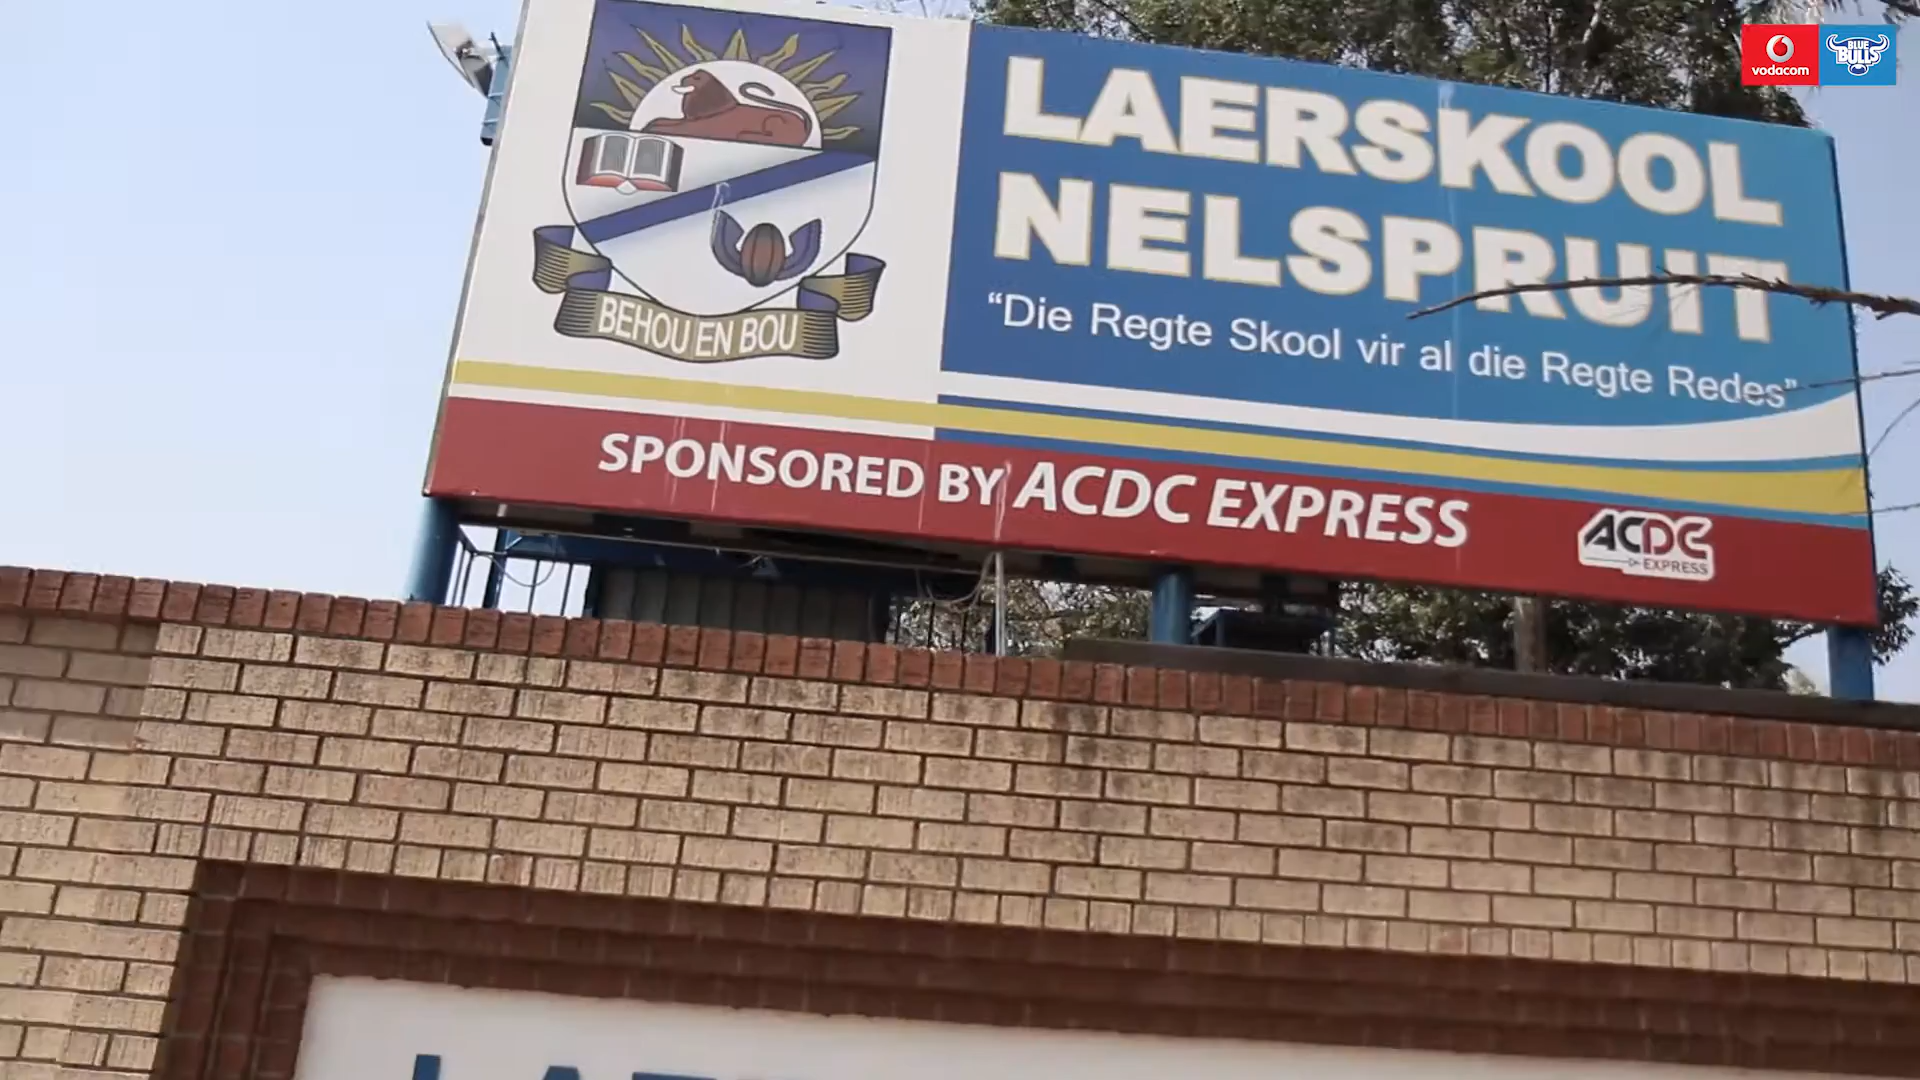 vodacom
BLUE
BULLS
LAERSKOOL
NELSPRUIT
“Die Regte Skool vir al die Regte Redes”
BEHOU EN BOU
SPONSORED BY ACDC EXPRESS
ACDC
EXPRESS